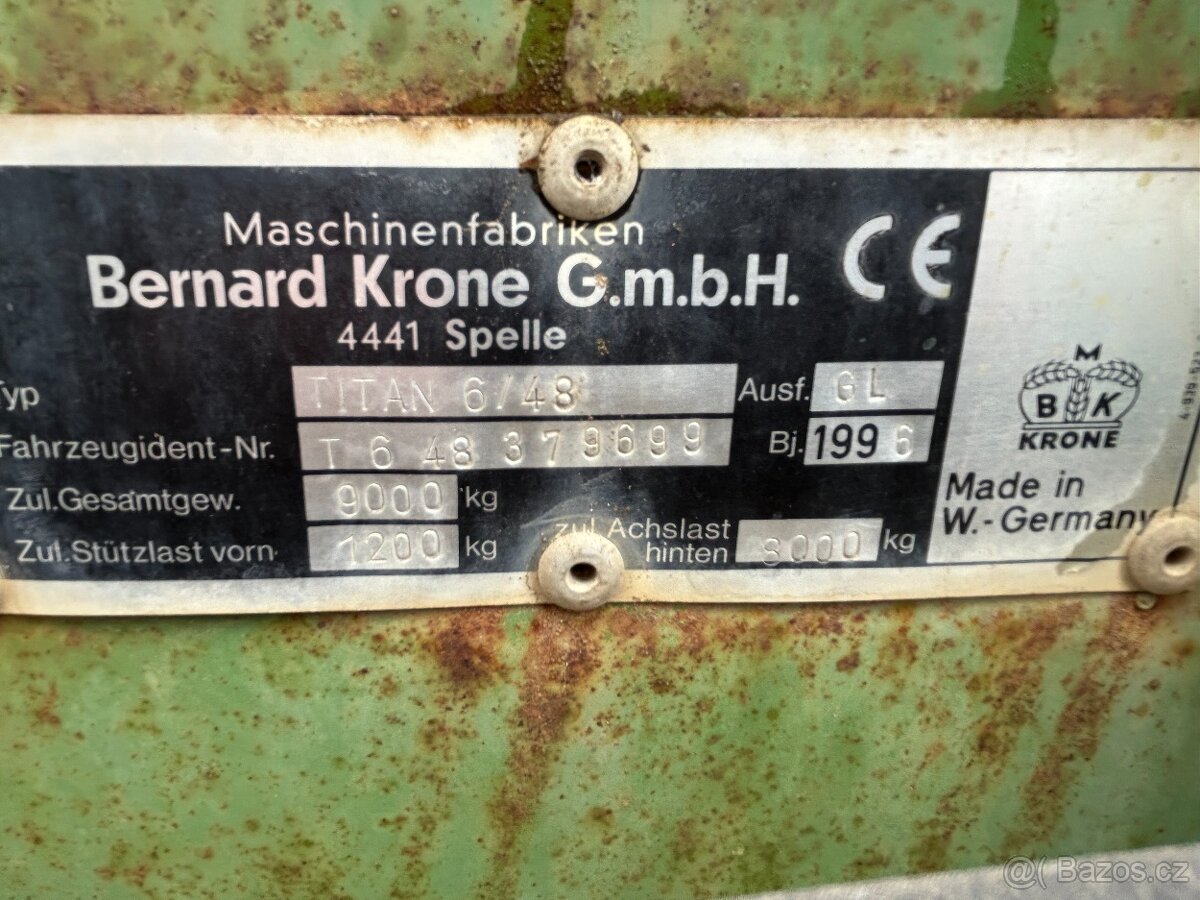 Maschinenfabriken
Bernard Krone G.m.b.H. CE
4441 Spelle
Typ TITAN 6/48 Ausf. GL
Fahrzeugident-Nr. T 6 48 379699 Bj. 1996
Zul.Gesamtgew. 9000 kg
Zul.Stützlast vorn 1200 kg zul.Achslast hinten 8000 kg
M
B K
KRONE
Made in
W.-Germany
@( Bazos.cz